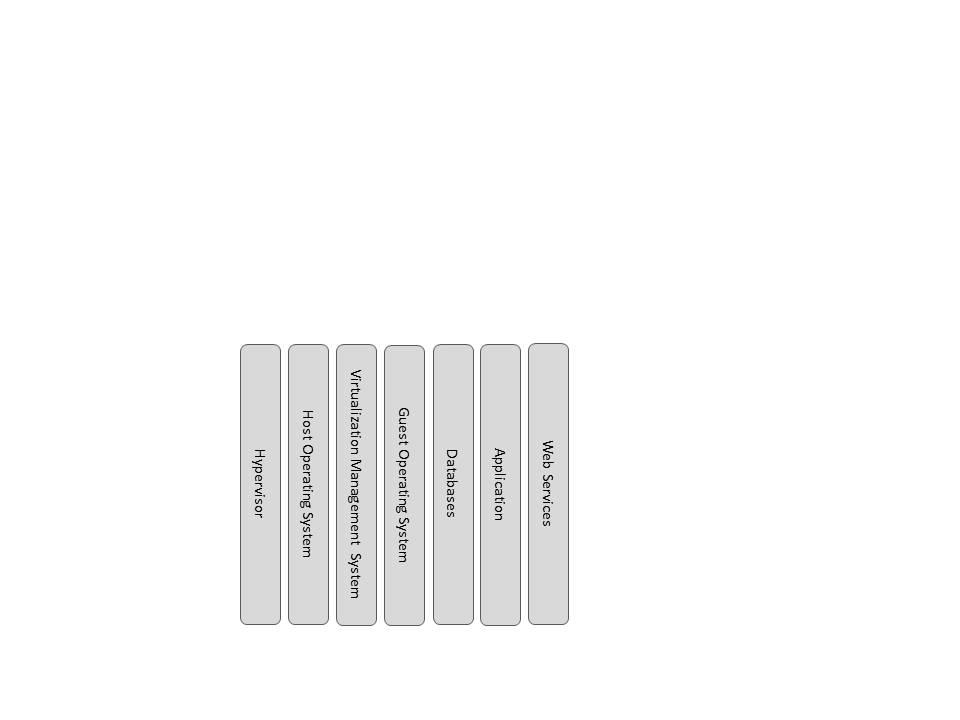 Hypervisor
Host Operating System
Virtualization Management System
Guest Operating System
Databases
Application
Web Services